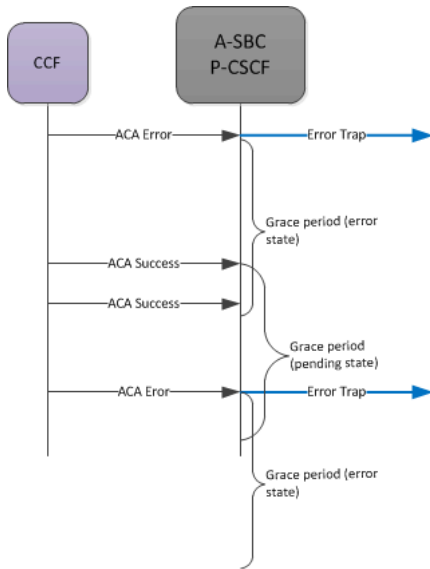 CCF
A-SBC
P-CSCF
ACA Error
Error Trap
Grace period (error
state)
ACA Success
ACA Success
Grace period
(pending state)
ACA Eror
Error Trap
Grace period (error
state)